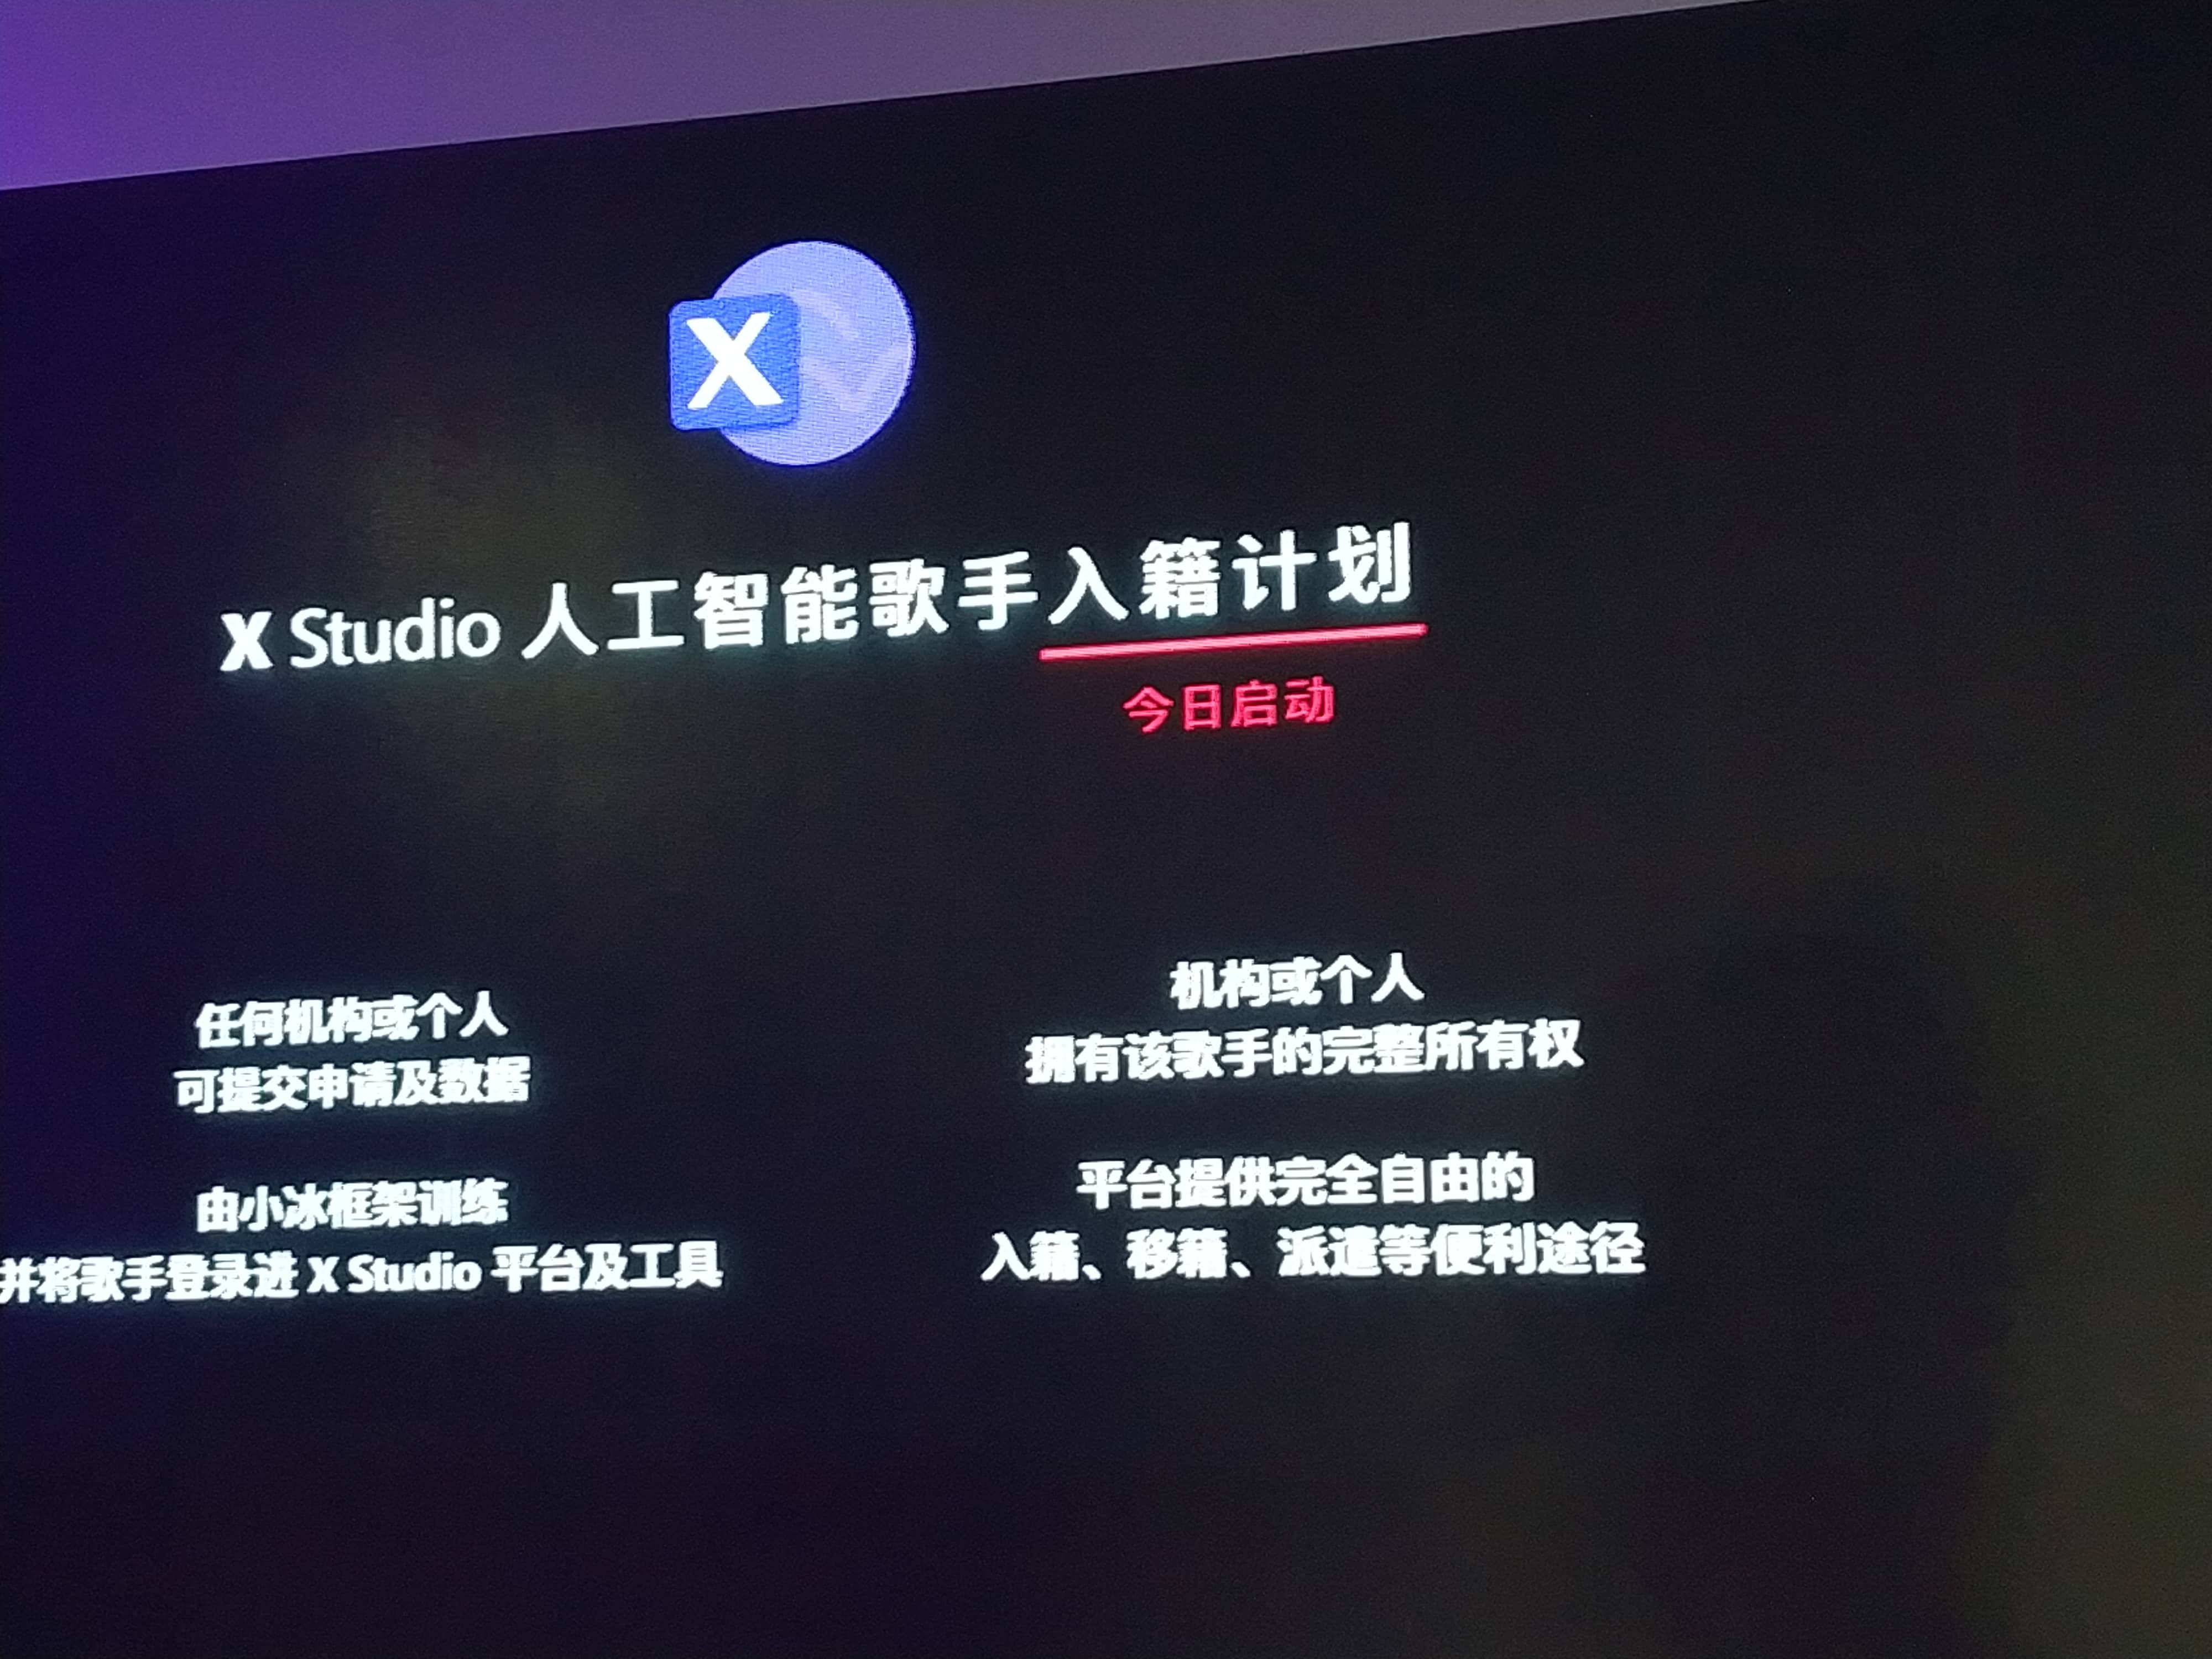 X
X Studio 人工智能歌手入籍计划
今日启动
任何机构或个人
可提交申请及数据
由小冰框架训练
并将歌手登录进 X Studio 平台及工具
机构或个人
拥有该歌手的完整所有权
平台提供完全自由的
入籍、移籍、派遣等便利途径